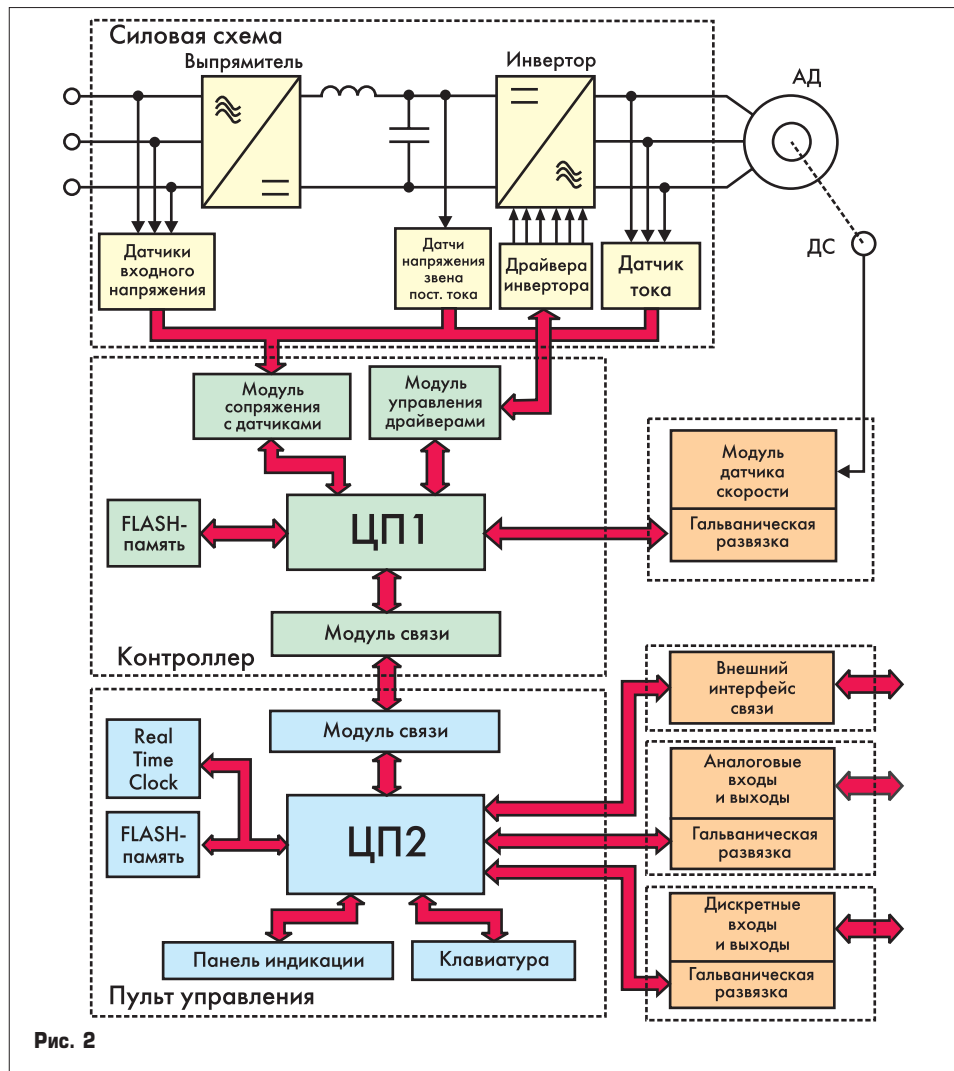 Силовая схема
Выпрямитель
Инвертор
АД
ДС
Датчики
входного
напряжения
Датчи
напряжения
звена
пост. тока
Драйвера
инвертора
Датчик
тока
Модуль
сопряжения
с датчиками
Модуль
управления
драйверами
Модуль
датчика
скорости
Гальваническая
развязка
FLASH-
память
ЦП1
Модуль связи
Контроллер
Внешний
интерфейс
связи
Real
Time
Clock
Модуль связи
Аналоговые
входы
и выходы
Гальваническая
развязка
FLASH-
память
ЦП2
Дискретные
входы
и выходы
Гальваническая
развязка
Панель индикации
Клавиатура
Пульт управления
Рис. 2